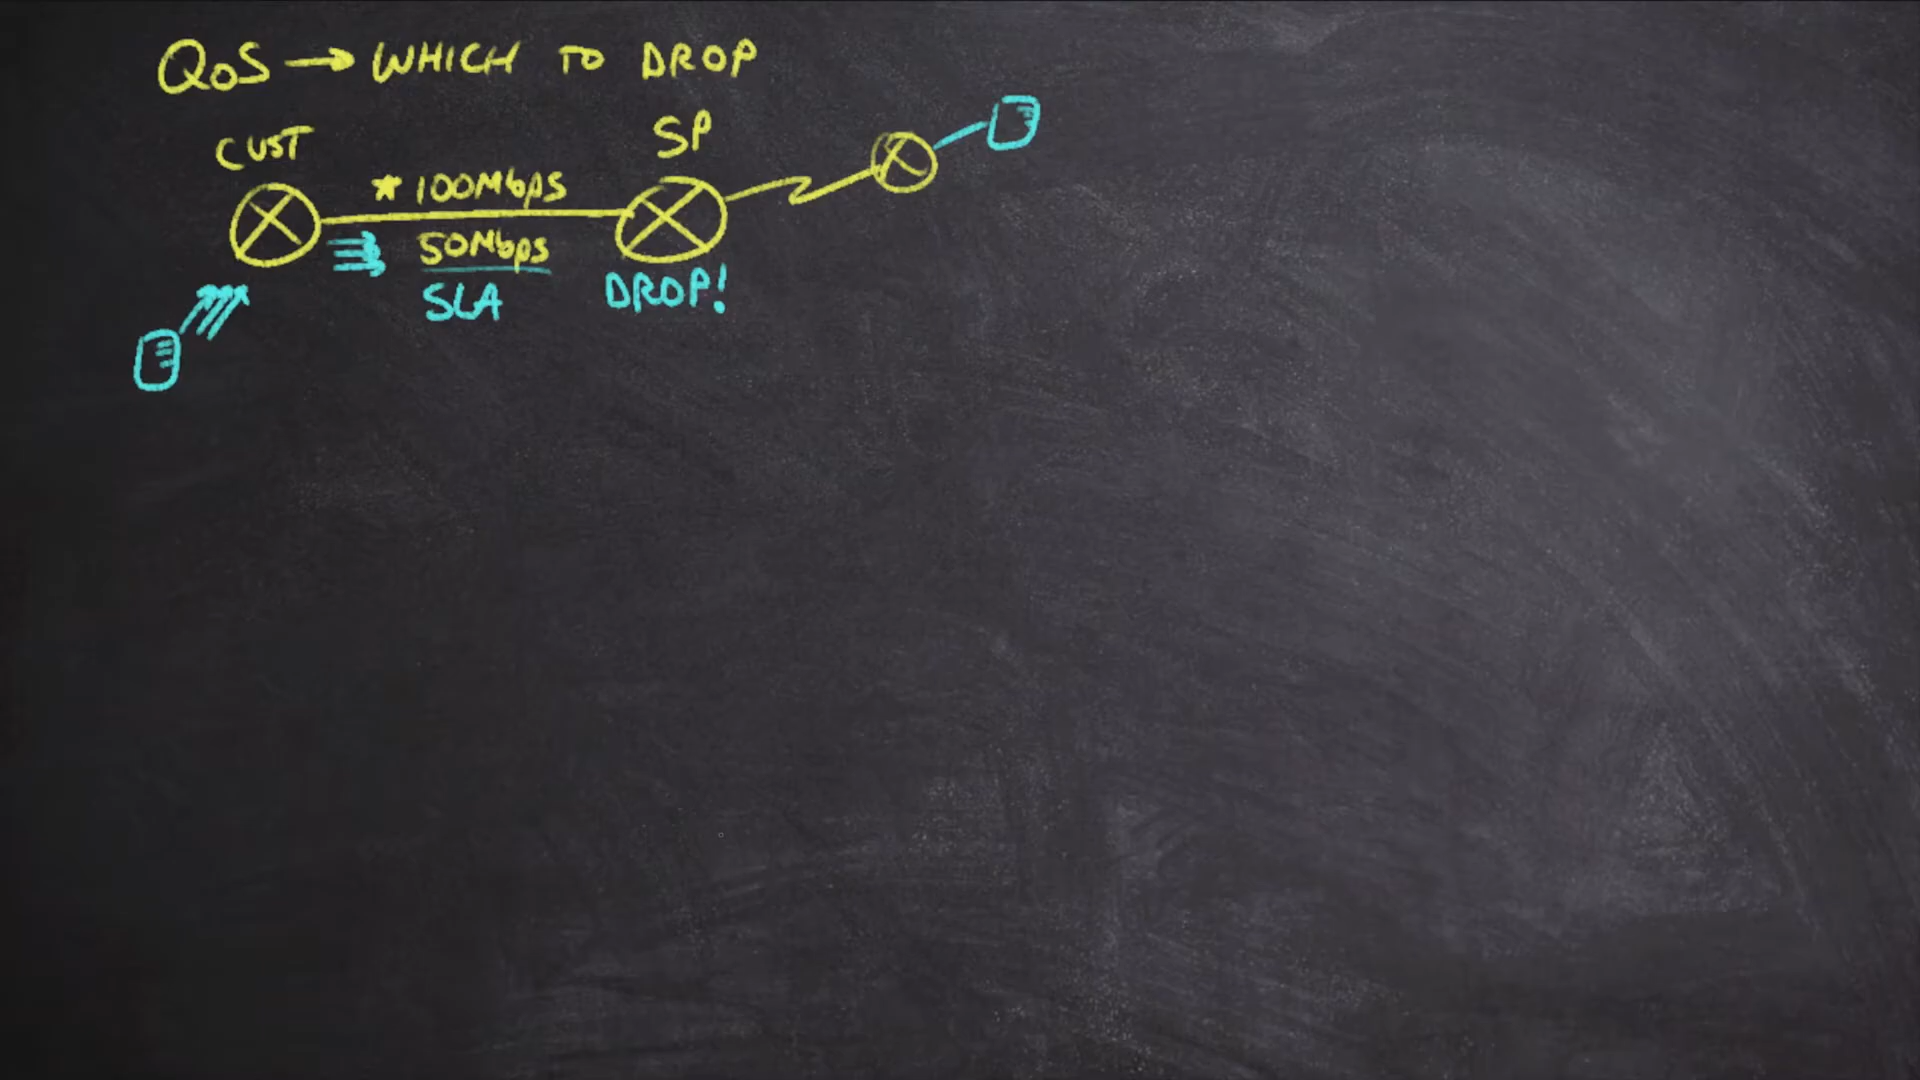 QoS → WHICH TO DROP
CUST
SP
* 100Mbps
50Mbps
SLA
DROP!